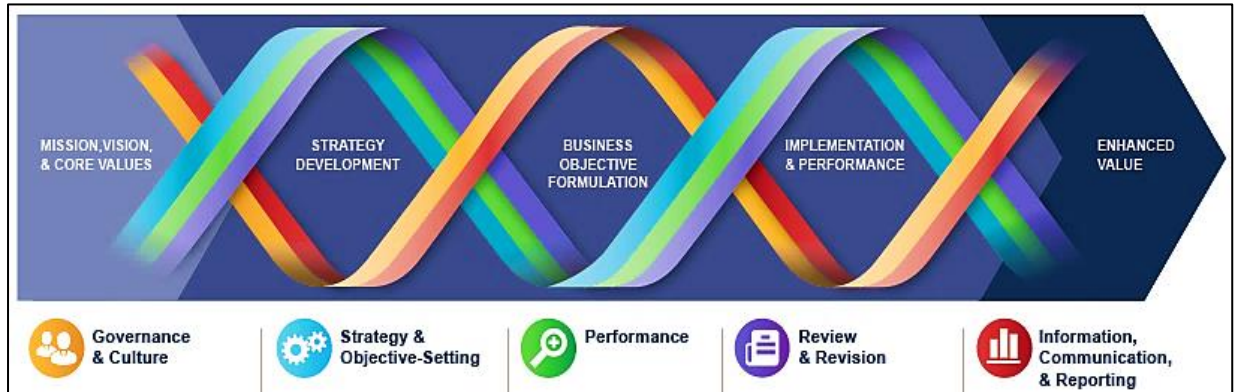 MISSION,VISION,
& CORE VALUES
STRATEGY
DEVELOPMENT
BUSINESS
OBJECTIVE
FORMULATION
IMPLEMENTATION
& PERFORMANCE
ENHANCED
VALUE
Governance
& Culture
Strategy &
Objective-Setting
Performance
Review
& Revision
Information,
Communication,
& Reporting